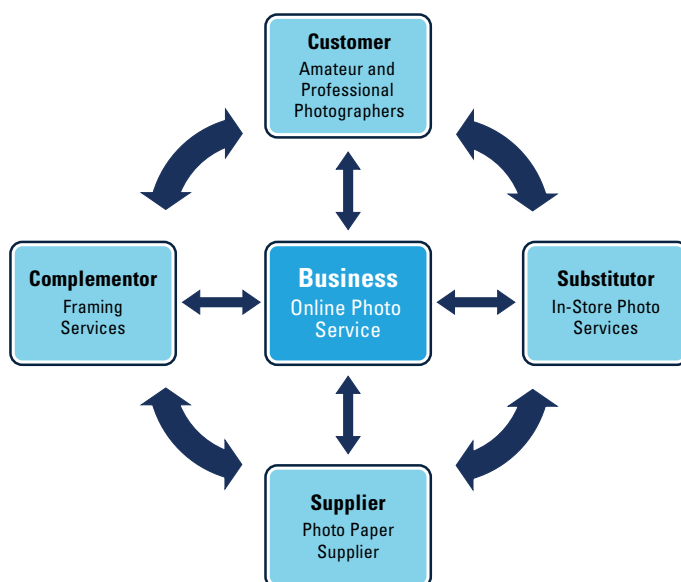 Customer
Amateur and
Professional
Photographers
Complementor
Framing
Services
Business
Online Photo
Service
Substitutor
In-Store Photo
Services
Supplier
Photo Paper
Supplier